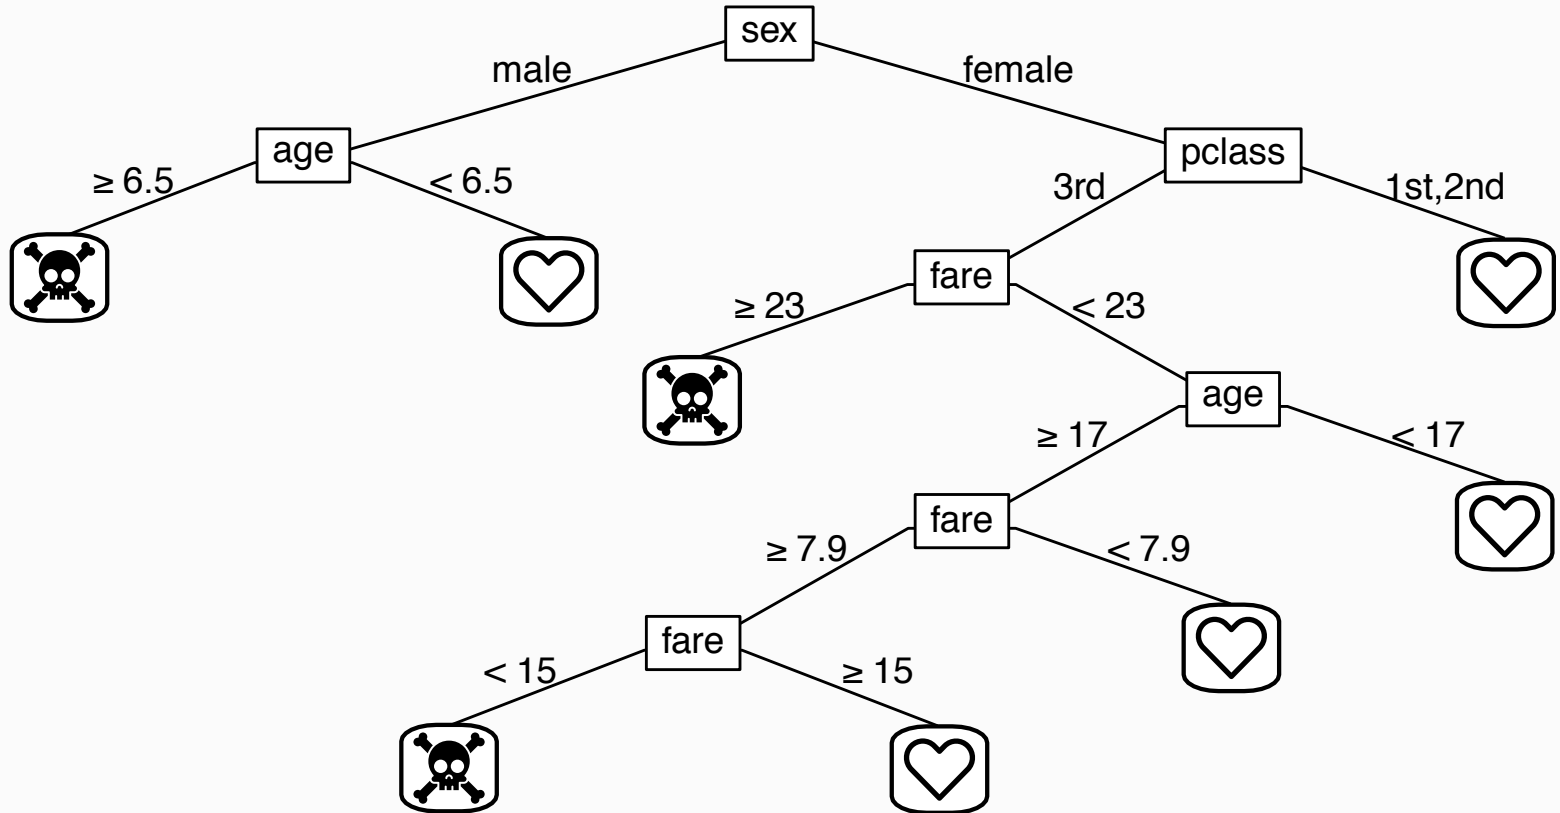 sex
male
female
age
pclass
≥ 6.5
< 6.5
3rd
1st,2nd
fare
≥ 23
< 23
age
≥ 17
< 17
fare
≥ 7.9
< 7.9
fare
< 15
≥ 15